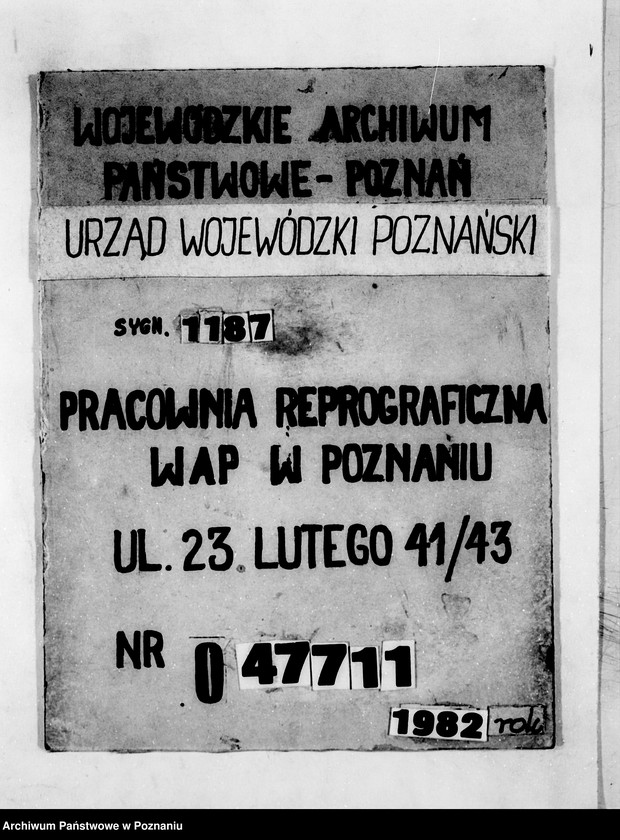 WOJEWÓDZKIE ARCHIWUM
PAŃSTWOWE - POZNAŃ
URZĄD WOJEWÓDZKI POZNAŃSKI
SYGN. 1187
PRACOWNIA REPROGRAFICZNA
WAP W POZNANIU
UL. 23 LUTEGO 41/43
NR 0 47711
1982 rok
Archiwum Państwowe w Poznaniu